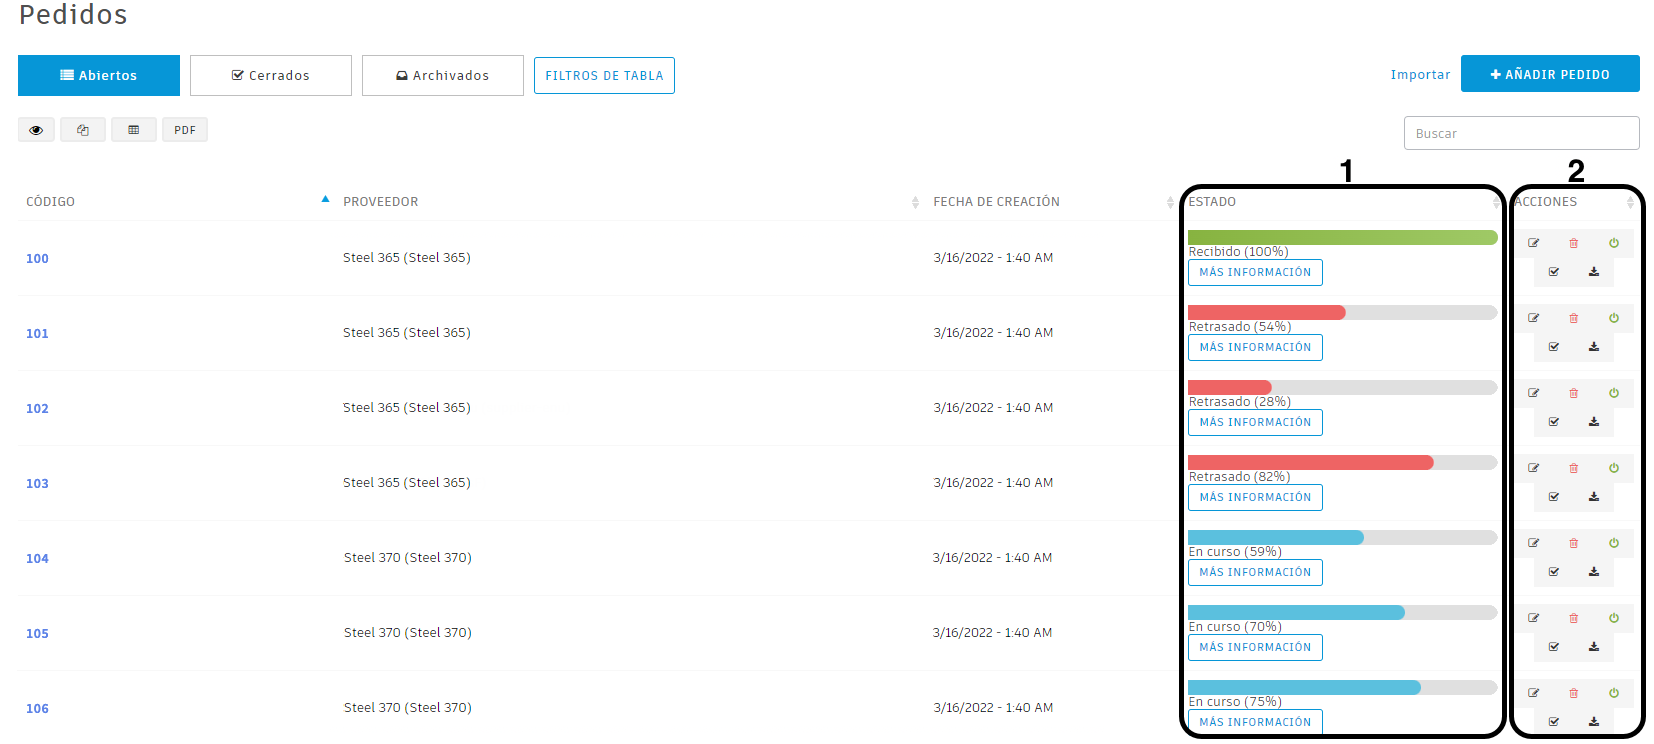 Pedidos
Abiertos Cerrados Archivados FILTROS DE TABLA Importar AÑADIR PEDIDO
PDF Buscar
1 2
CÓDIGO PROVEEDOR FECHA DE CREACIÓN ESTADO ACCIONES
100 Steel 365 (Steel 365) 3/16/2022 - 1:40 AM Recibido (100%)
MÁS INFORMACIÓN
101 Steel 365 (Steel 365) 3/16/2022 - 1:40 AM Retrasado (54%)
MÁS INFORMACIÓN
102 Steel 365 (Steel 365) 3/16/2022 - 1:40 AM Retrasado (28%)
MÁS INFORMACIÓN
103 Steel 365 (Steel 365) 3/16/2022 - 1:40 AM Retrasado (82%)
MÁS INFORMACIÓN
104 Steel 370 (Steel 370) 3/16/2022 - 1:40 AM En curso (59%)
MÁS INFORMACIÓN
105 Steel 370 (Steel 370) 3/16/2022 - 1:40 AM En curso (70%)
MÁS INFORMACIÓN
106 Steel 370 (Steel 370) 3/16/2022 - 1:40 AM En curso (75%)
MÁS INFORMACIÓN